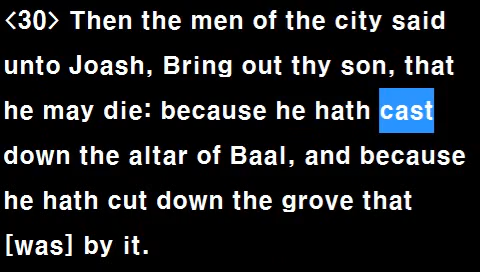 <30> Then the men of the city said
unto Joash, Bring out thy son, that
he may die: because he hath cast
down the altar of Baal, and because
he hath cut down the grove that
[was] by it.